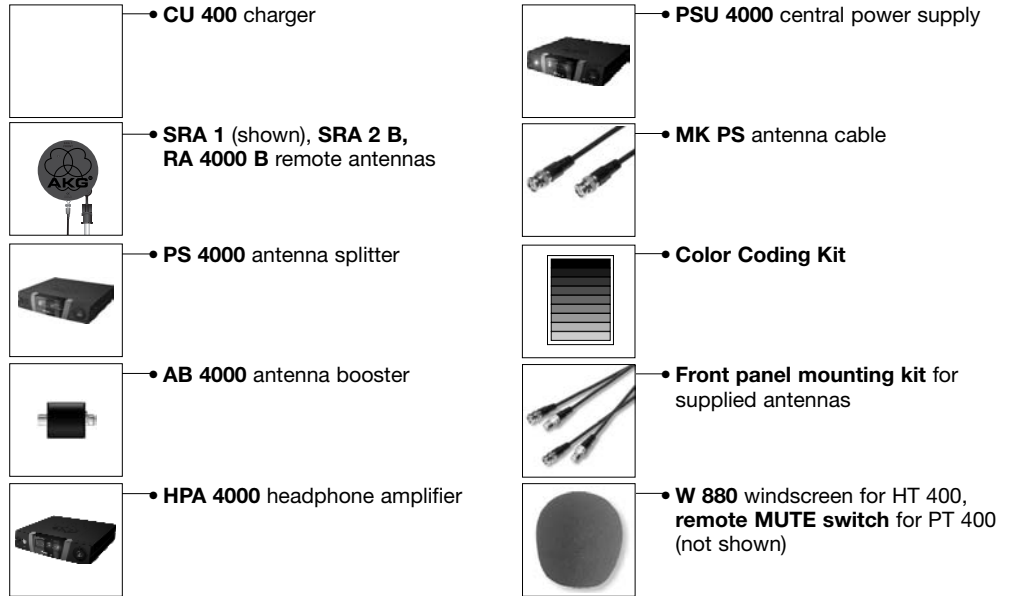 • CU 400 charger
• SRA 1 (shown), SRA 2 B,
RA 4000 B remote antennas
AKG
• PS 4000 antenna splitter
• AB 4000 antenna booster
• HPA 4000 headphone amplifier
• PSU 4000 central power supply
• MK PS antenna cable
• Color Coding Kit
• Front panel mounting kit for
supplied antennas
• W 880 windscreen for HT 400,
remote MUTE switch for PT 400
(not shown)